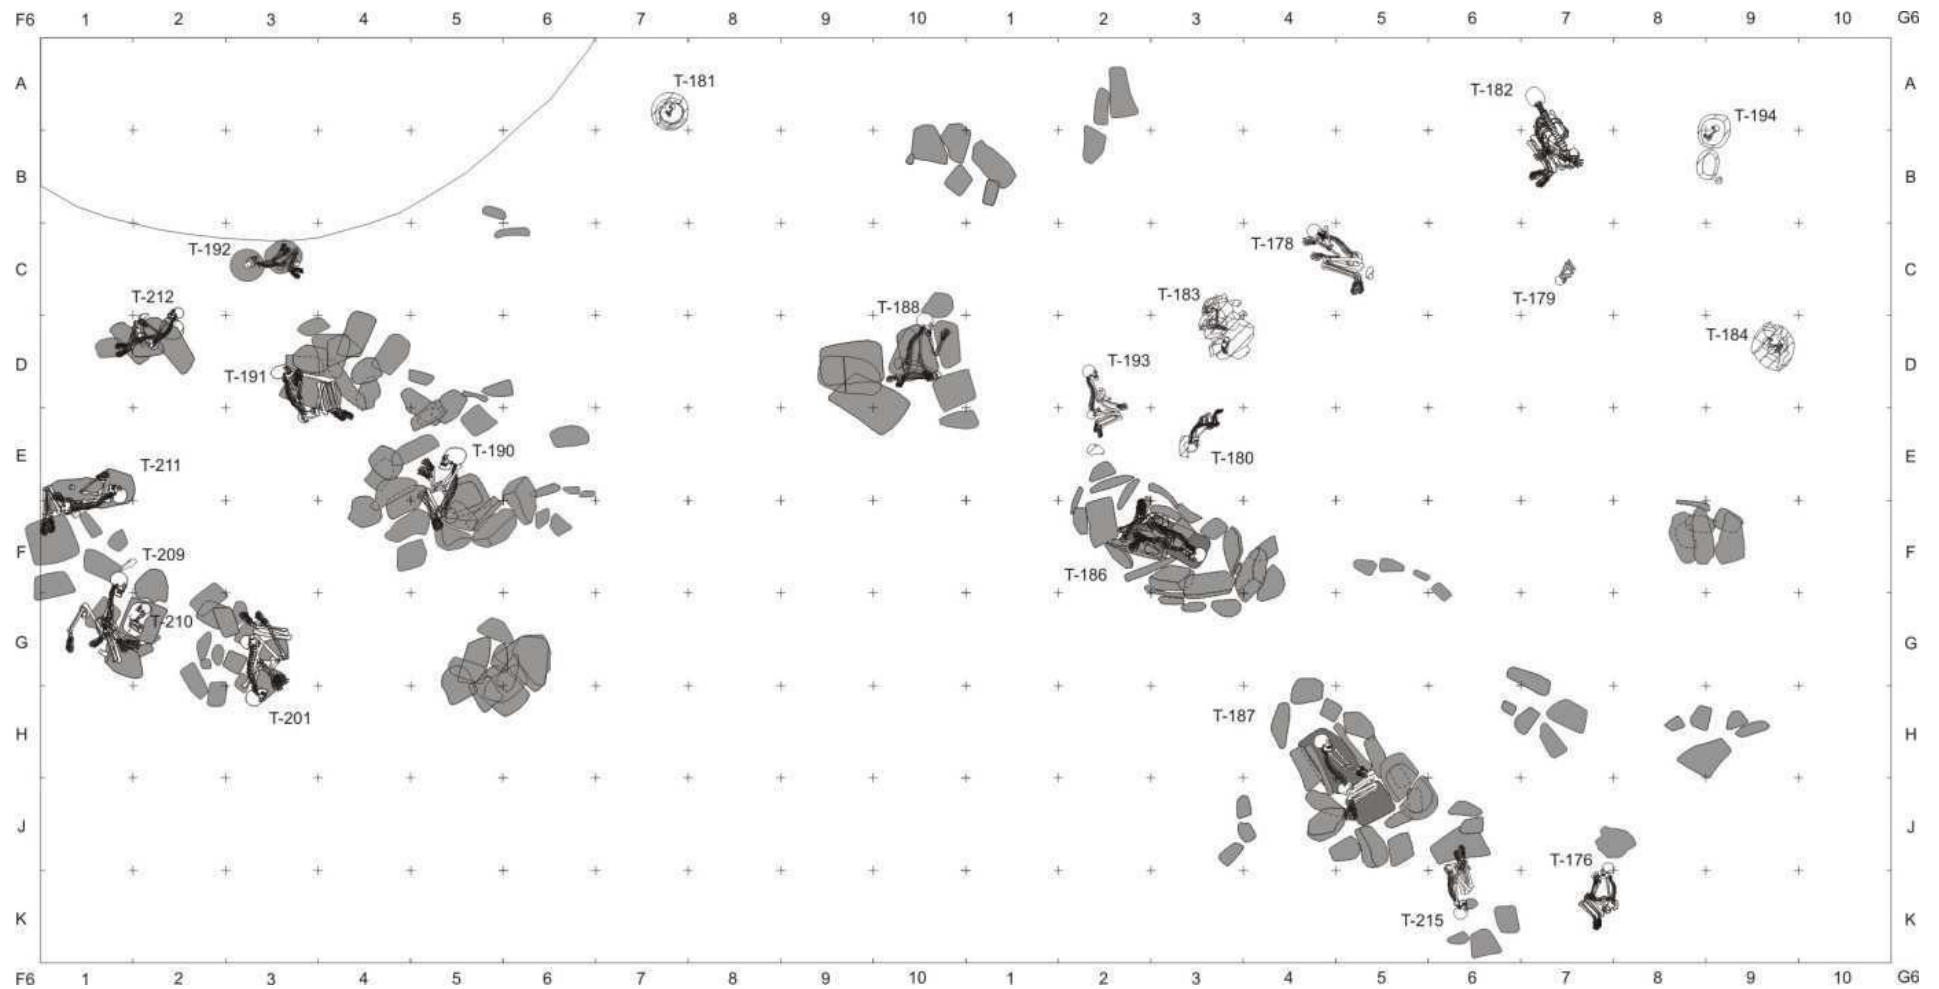 F6 1 2 3 4 5 6 7 8 9 10 1 2 3 4 5 6 7 8 9 10 G6
A T-181 T-182 T-194 A
B B
T-192 T-178
C C
T-212 T-188 T-183 T-179
D T-191 T-193 T-184 D
E T-190 T-180 E
T-211
F T-209 T-186 F
T-210
G G
T-201 T-187
H H
J J
T-176
K T-215 K
F6 1 2 3 4 5 6 7 8 9 10 1 2 3 4 5 6 7 8 9 10 G6